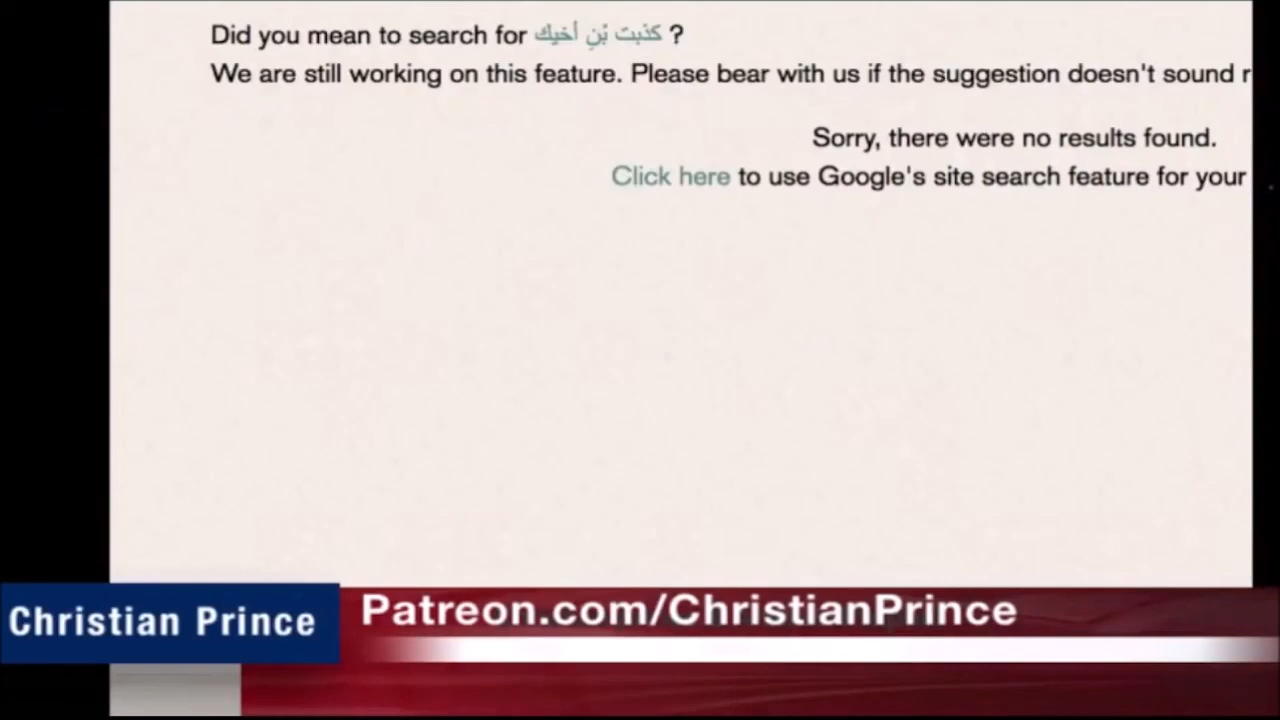 Did you mean to search for كذبت بْنِ أخيك ?
We are still working on this feature. Please bear with us if the suggestion doesn't sound r
Sorry, there were no results found.
Click here to use Google's site search feature for your
Christian Prince
Patreon.com/ChristianPrince